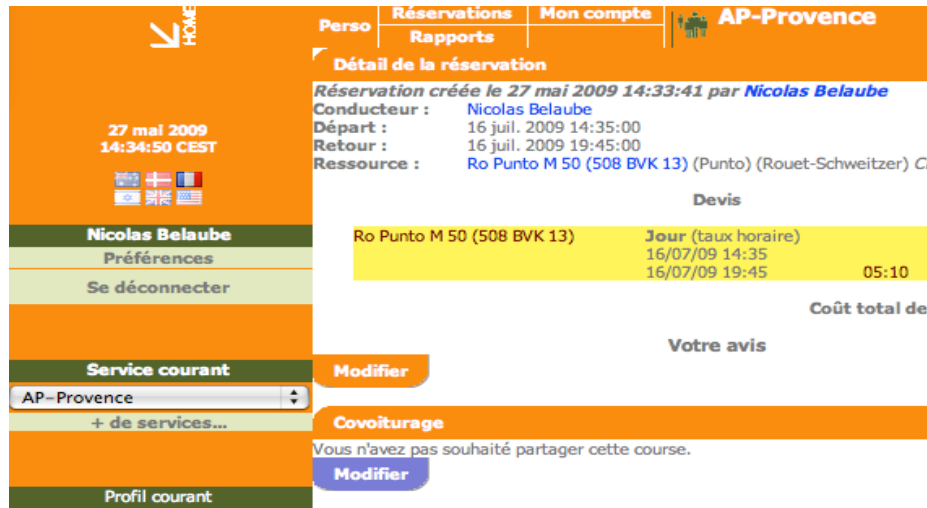 HOME
Perso
Réservations
Mon compte
Rapports
AP-Provence
27 mai 2009
14:34:50 CEST
Nicolas Belaube
Préférences
Se déconnecter
Service courant
AP-Provence
+ de services...
Profil courant
Détail de la réservation
Réservation créée le 27 mai 2009 14:33:41 par Nicolas Belaube
Conducteur : Nicolas Belaube
Départ : 16 juil. 2009 14:35:00
Retour : 16 juil. 2009 19:45:00
Ressource : Ro Punto M 50 (508 BVK 13) (Punto) (Rouet-Schweitzer)
Devis
Ro Punto M 50 (508 BVK 13) Jour (taux horaire)
16/07/09 14:35
16/07/09 19:45 05:10
Coût total de
Votre avis
Modifier
Covoiturage
Vous n'avez pas souhaité partager cette course.
Modifier